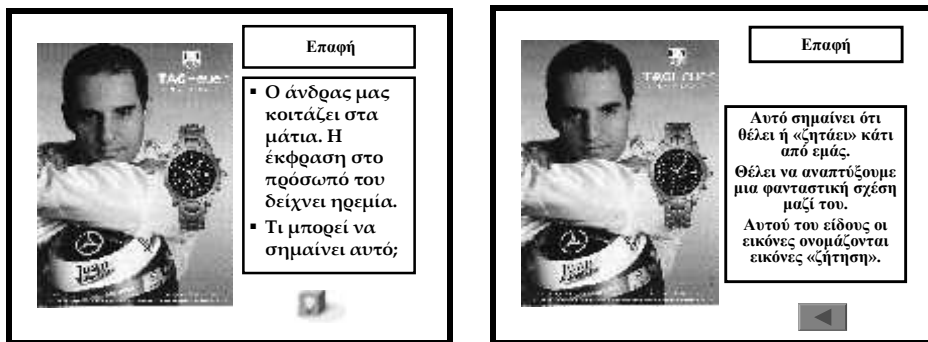 TAG Heuer
Επαφή
▪ Ο άνδρας μας
κοιτάζει στα
μάτια. Η
έκφραση στο
πρόσωπό του
δείχνει ηρεμία.
▪ Τι μπορεί να
σημαίνει αυτό;
Επαφή
Αυτό σημαίνει ότι
θέλει ή «ζητάει» κάτι
από εμάς.
Θέλει να αναπτύξουμε
μια φανταστική σχέση
μαζί του.
Αυτού του είδους οι
εικόνες ονομάζονται
εικόνες «ζήτηση».